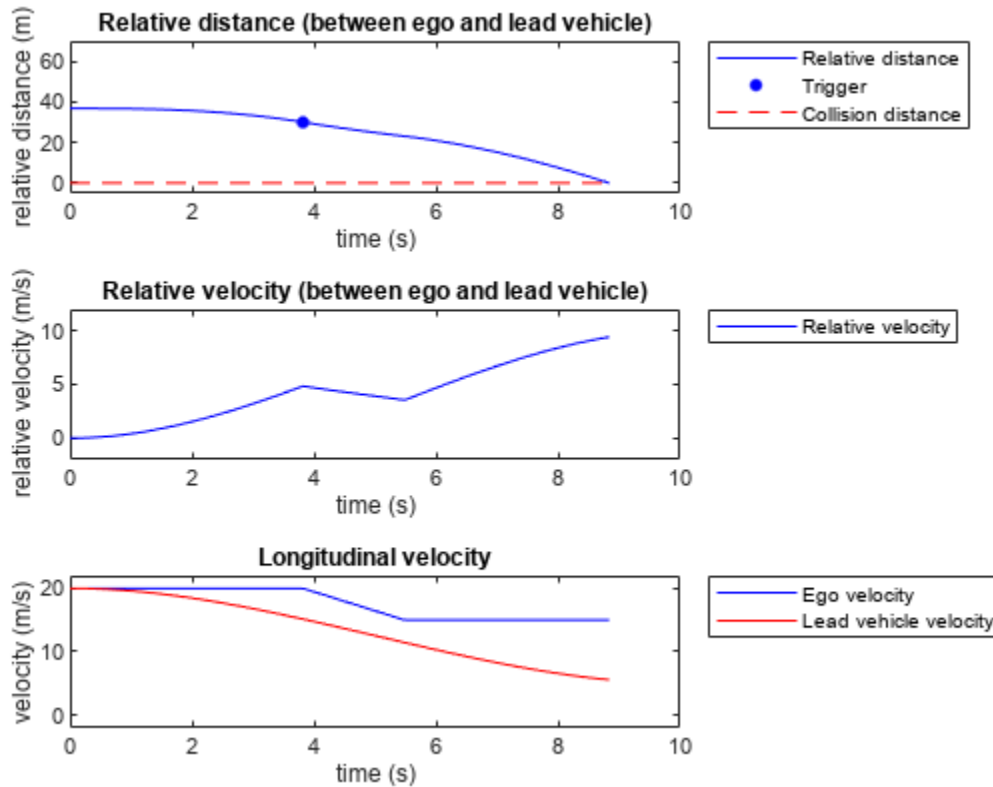 Relative distance (between ego and lead vehicle)
relative distance (m)
60
40
20
0
0 2 4 6 8 10
time (s)
Relative distance
Trigger
Collision distance
Relative velocity (between ego and lead vehicle)
relative velocity (m/s)
10
5
0
0 2 4 6 8 10
time (s)
Relative velocity
Longitudinal velocity
velocity (m/s)
20
10
0
0 2 4 6 8 10
time (s)
Ego velocity
Lead vehicle velocity